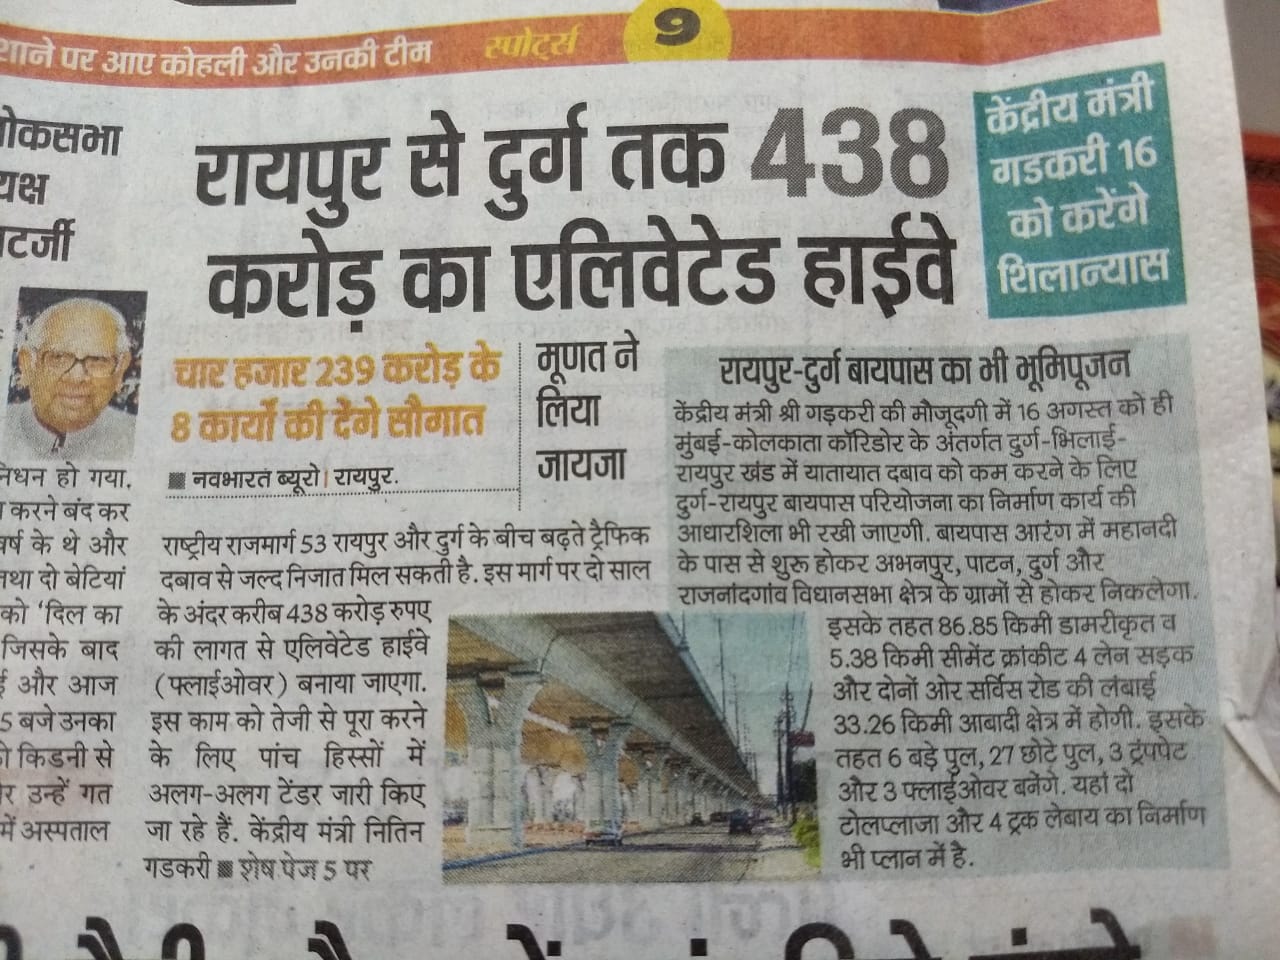 शाने पर आए कोहली और उनकी टीम
स्पोर्ट्स
9
यक्ष
टर्जी
निधन हो गया.
करने बंद कर
वर्ष के थे और
तथा दो बेटियां
को 'दिल का
जिसके बाद
और आज
5 बजे उनका
किडनी से
उन्हें गत
में अस्पताल
रायपुर से दुर्ग तक 438
करोड़ का एलिवेटेड हाईवे
केंद्रीय मंत्री
गडकरी 16
को करेंगे
शिलान्यास
चार हजार 239 करोड़ के
8 कार्यों की देंगे सौगात
नवभारत ब्यूरो। रायपुर.
मूणत ने
लिया
जायजा
राष्ट्रीय राजमार्ग 53 रायपुर और दुर्ग के बीच बढ़ते ट्रैफिक
दबाव से जल्द निजात मिल सकती है. इस मार्ग पर दो साल
के अंदर करीब 438 करोड़ रुपए
की लागत से एलिवेटेड हाईवे
(फ्लाईओवर) बनाया जाएगा.
इस काम को तेजी से पूरा करने
के लिए पांच हिस्सों में
अलग-अलग टेंडर जारी किए
जा रहे हैं. केंद्रीय मंत्री नितिन
गडकरी ■ शेष पेज 5 पर
रायपुर-दुर्ग बायपास का भी भूमिपूजन
केंद्रीय मंत्री श्री गड़करी की मौजूदगी में 16 अगस्त को ही
मुंबई-कोलकाता कॉरिडोर के अंतर्गत दुर्ग-भिलाई-
रायपुर खंड में यातायात दबाव को कम करने के लिए
दुर्ग-रायपुर बायपास परियोजना का निर्माण कार्य की
आधारशिला भी रखी जाएगी. बायपास आरंग में महानदी
के पास से शुरू होकर अभनपुर, पाटन, दुर्ग और
राजनांदगांव विधानसभा क्षेत्र के ग्रामों से होकर निकलेगा.
इसके तहत 86.85 किमी डामरीकृत व
5.38 किमी सीमेंट क्रांकीट 4 लेन सड़क
और दोनों ओर सर्विस रोड की लंबाई
33.26 किमी आबादी क्षेत्र में होगी. इसके
तहत 6 बड़े पुल, 27 छोटे पुल, 3 ट्रंपपेट
और 3 फ्लाईओवर बनेंगे. यहां दो
टोलप्लाजा और 4 ट्रक लेबाय का निर्माण
भी प्लान में है.